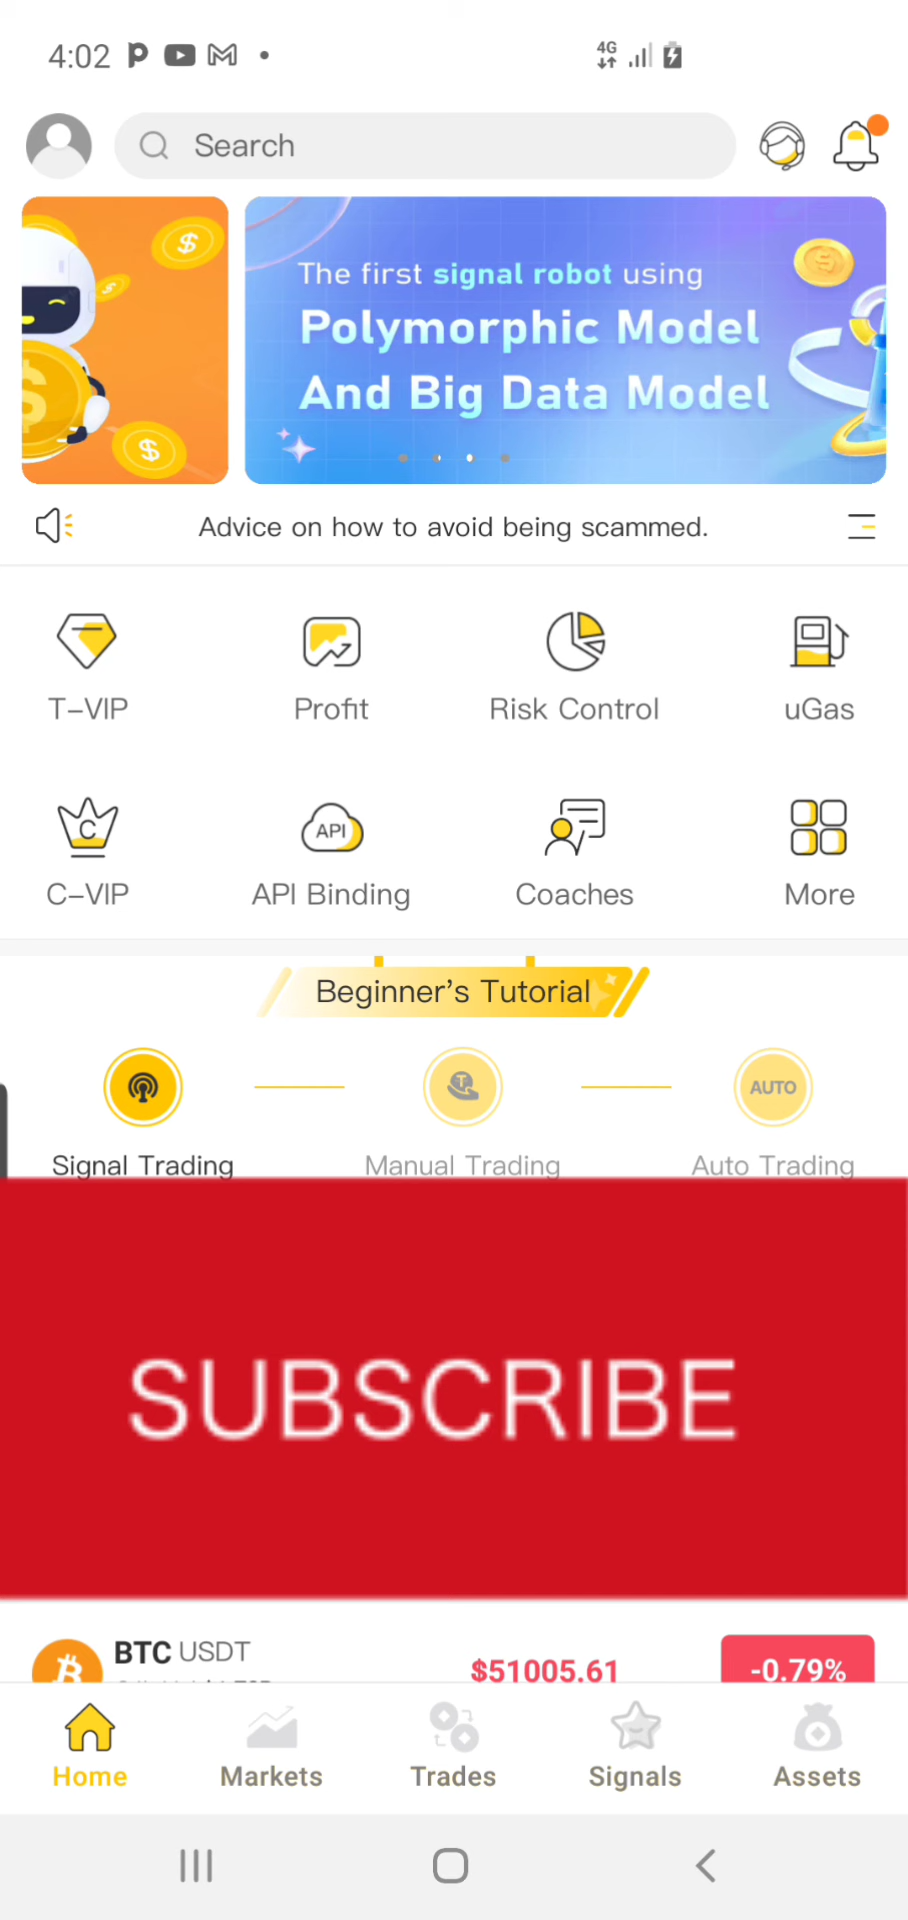 4:02
4G
Search
The first signal robot using
Polymorphic Model
And Big Data Model
Advice on how to avoid being scammed.
T-VIP Profit Risk Control uGas
C
API
C-VIP API Binding Coaches More
Beginner's Tutorial
T
AUTO
Signal Trading Manual Trading Auto Trading
SUBSCRIBE
BTC USDT
$51005.61
-0.79%
Home Markets Trades Signals Assets